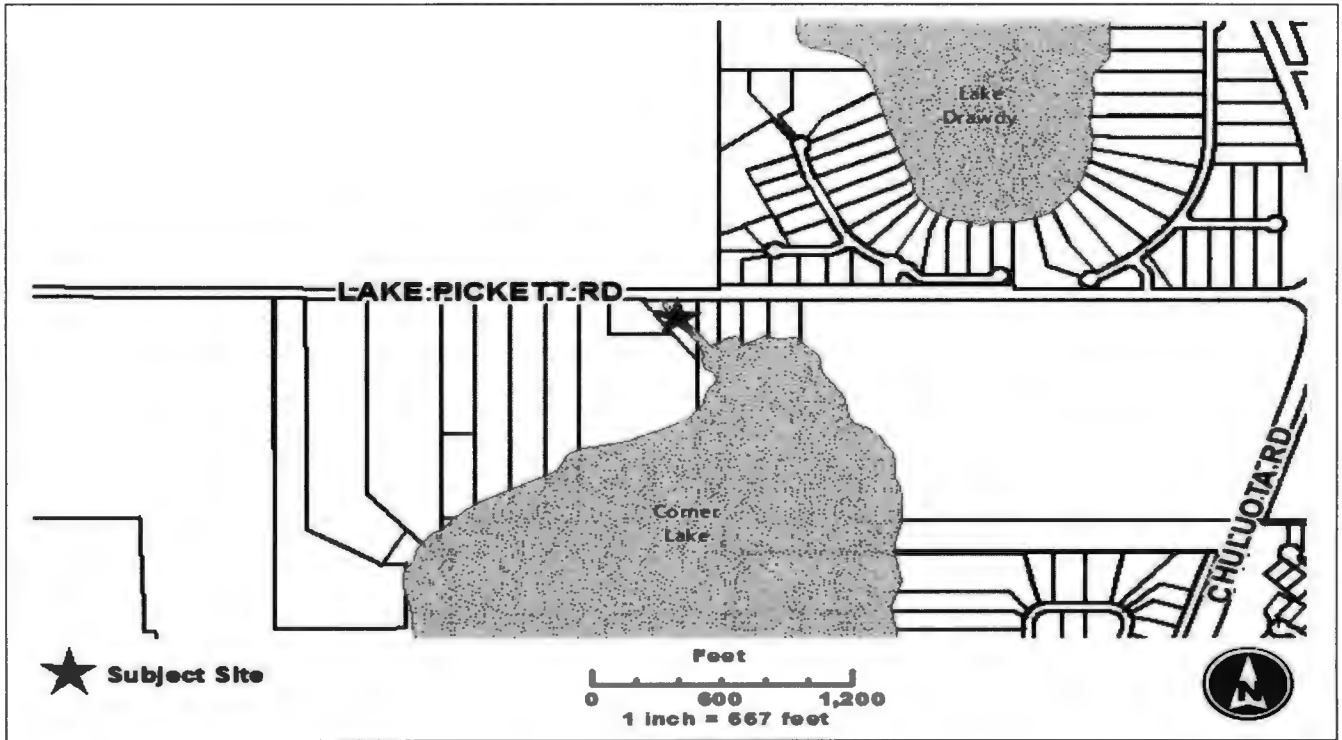 Lake
Drawdy
LAKE PICKETT RD
Corner
Lake
CHULUOTA RD
Subject Site
Feet
0 600 1,200
1 inch = 667 feet
N